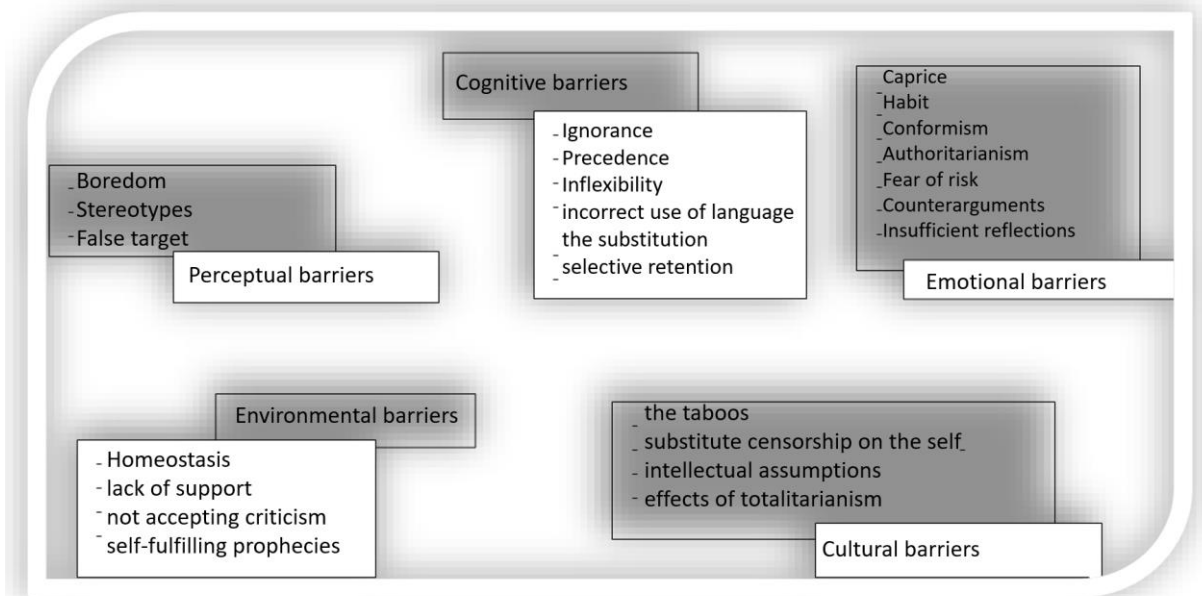 Cognitive barriers
- Ignorance
- Precedence
- Inflexibility
- incorrect use of language
the substitution
- selective retention
-
Caprice
- Habit
- Conformism
- Authoritarianism
- Fear of risk
- Counterarguments
- Insufficient reflections
Emotional barriers
- Boredom
- Stereotypes
- False target
Perceptual barriers
Environmental barriers
- Homeostasis
- lack of support
- not accepting criticism
- self-fulfilling prophecies
the taboos
- substitute censorship on the self
- intellectual assumptions
- effects of totalitarianism
Cultural barriers